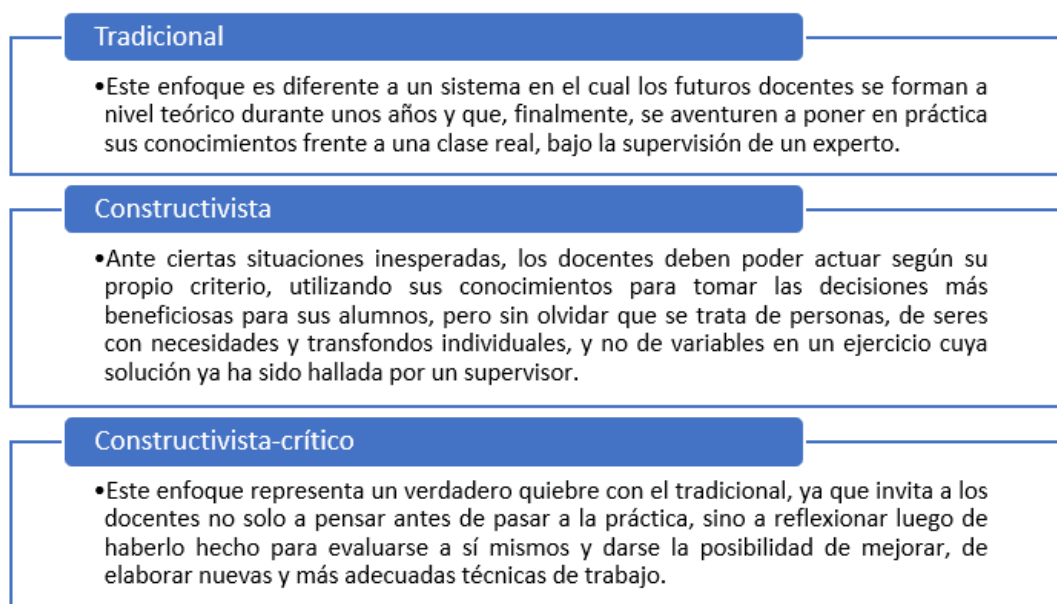 Tradicional
•Este enfoque es diferente a un sistema en el cual los futuros docentes se forman a
nivel teórico durante unos años y que, finalmente, se aventuren a poner en práctica
sus conocimientos frente a una clase real, bajo la supervisión de un experto.
Constructivista
•Ante ciertas situaciones inesperadas, los docentes deben poder actuar según su
propio criterio, utilizando sus conocimientos para tomar las decisiones más
beneficiosas para sus alumnos, pero sin olvidar que se trata de personas, de seres
con necesidades y transfondos individuales, y no de variables en un ejercicio cuya
solución ya ha sido hallada por un supervisor.
Constructivista-crítico
•Este enfoque representa un verdadero quiebre con el tradicional, ya que invita a los
docentes no solo a pensar antes de pasar a la práctica, sino a reflexionar luego de
haberlo hecho para evaluarse a sí mismos y darse la posibilidad de mejorar, de
elaborar nuevas y más adecuadas técnicas de trabajo.